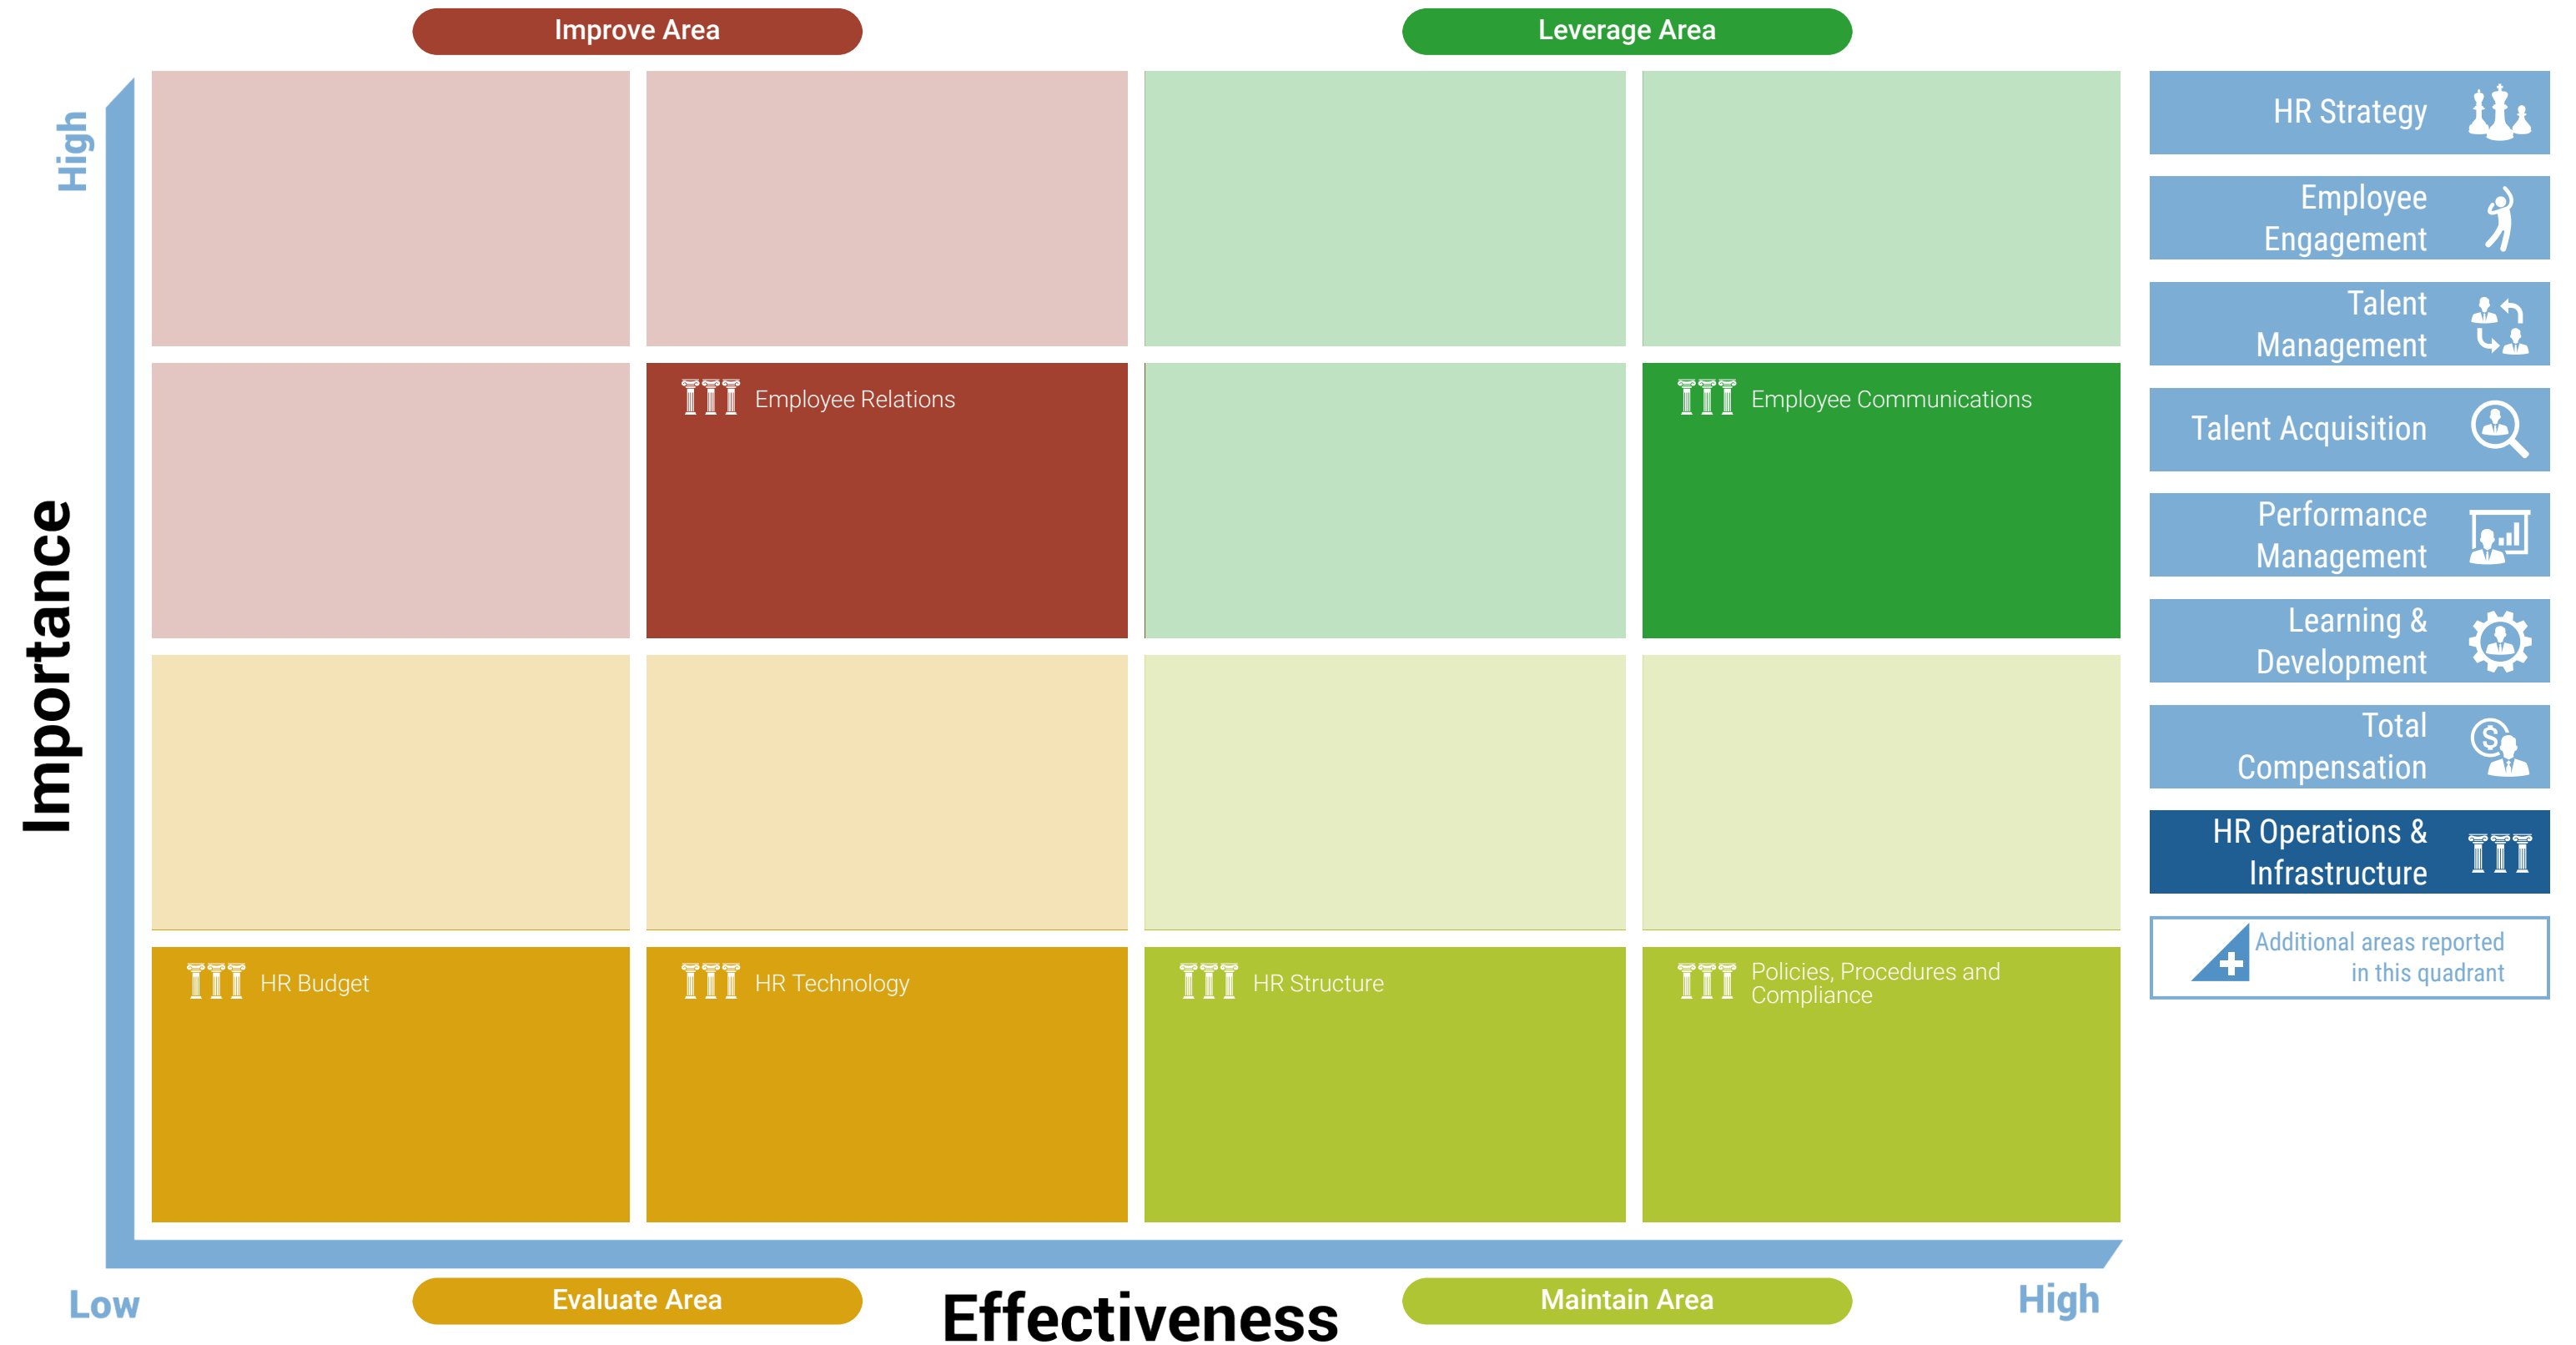 Improve Area
Leverage Area
High
Importance
Employee Relations
Employee Communications
HR Budget
HR Technology
HR Structure
Policies, Procedures and
Compliance
Low
Evaluate Area
Effectiveness
Maintain Area
High
HR Strategy
Employee
Engagement
Talent
Management
Talent Acquisition
Performance
Management
Learning &
Development
Total
Compensation
HR Operations &
Infrastructure
Additional areas reported
in this quadrant